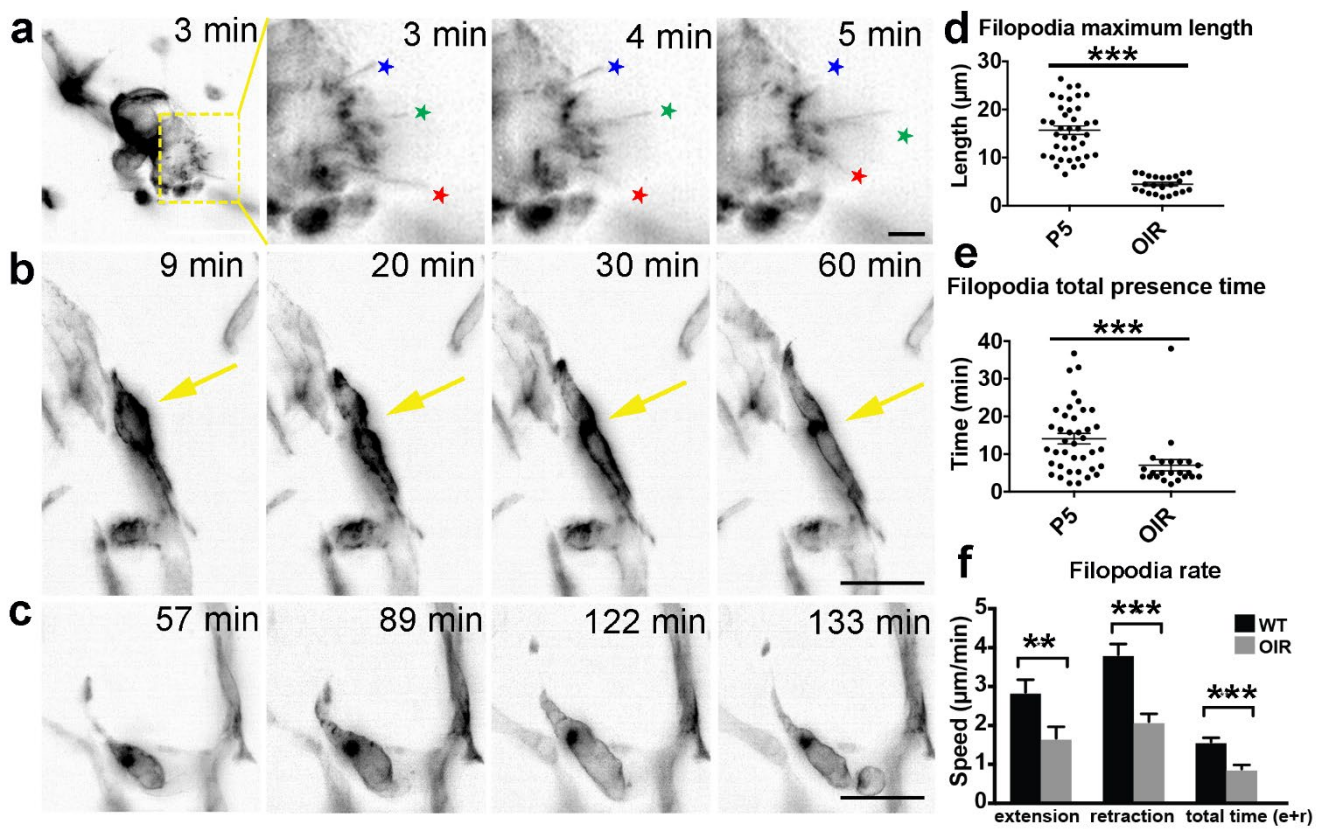 a
3 min
3 min
4 min
5 min
b
9 min
20 min
30 min
60 min
c
57 min
89 min
122 min
133 min
d
Filopodia maximum length
***
Length (µm)
30
20
10
0
P5
OIR
e
Filopodia total presence time
***
Time (min)
40
30
20
10
0
P5
OIR
f
Filopodia rate
Speed (µm/min)
5
4
3
2
1
0
**
***
***
WT
OIR
extension
retraction
total time (e+r)